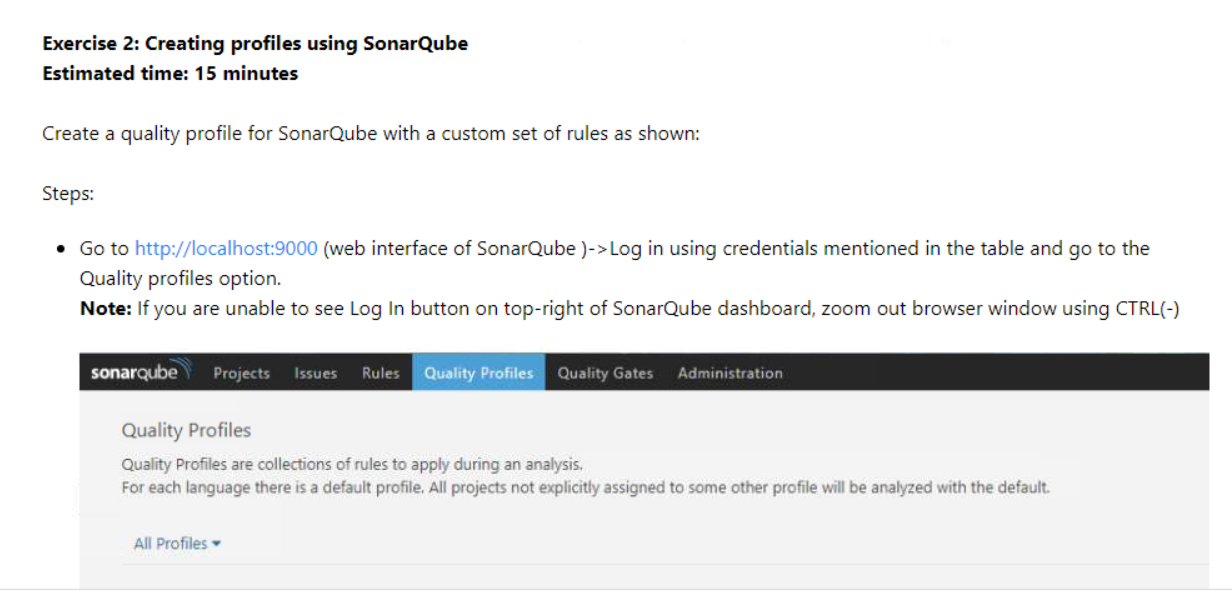 Exercise 2: Creating profiles using SonarQube
Estimated time: 15 minutes
Create a quality profile for SonarQube with a custom set of rules as shown:
Steps:
• Go to http://localhost:9000 (web interface of SonarQube )->Log in using credentials mentioned in the table and go to the
Quality profiles option.
Note: If you are unable to see Log In button on top-right of SonarQube dashboard, zoom out browser window using CTRL(-)
sonarqube Projects Issues Rules Quality Profiles Quality Gates Administration
Quality Profiles
Quality Profiles are collections of rules to apply during an analysis.
For each language there is a default profile. All projects not explicitly assigned to some other profile will be analyzed with the default.
All Profiles